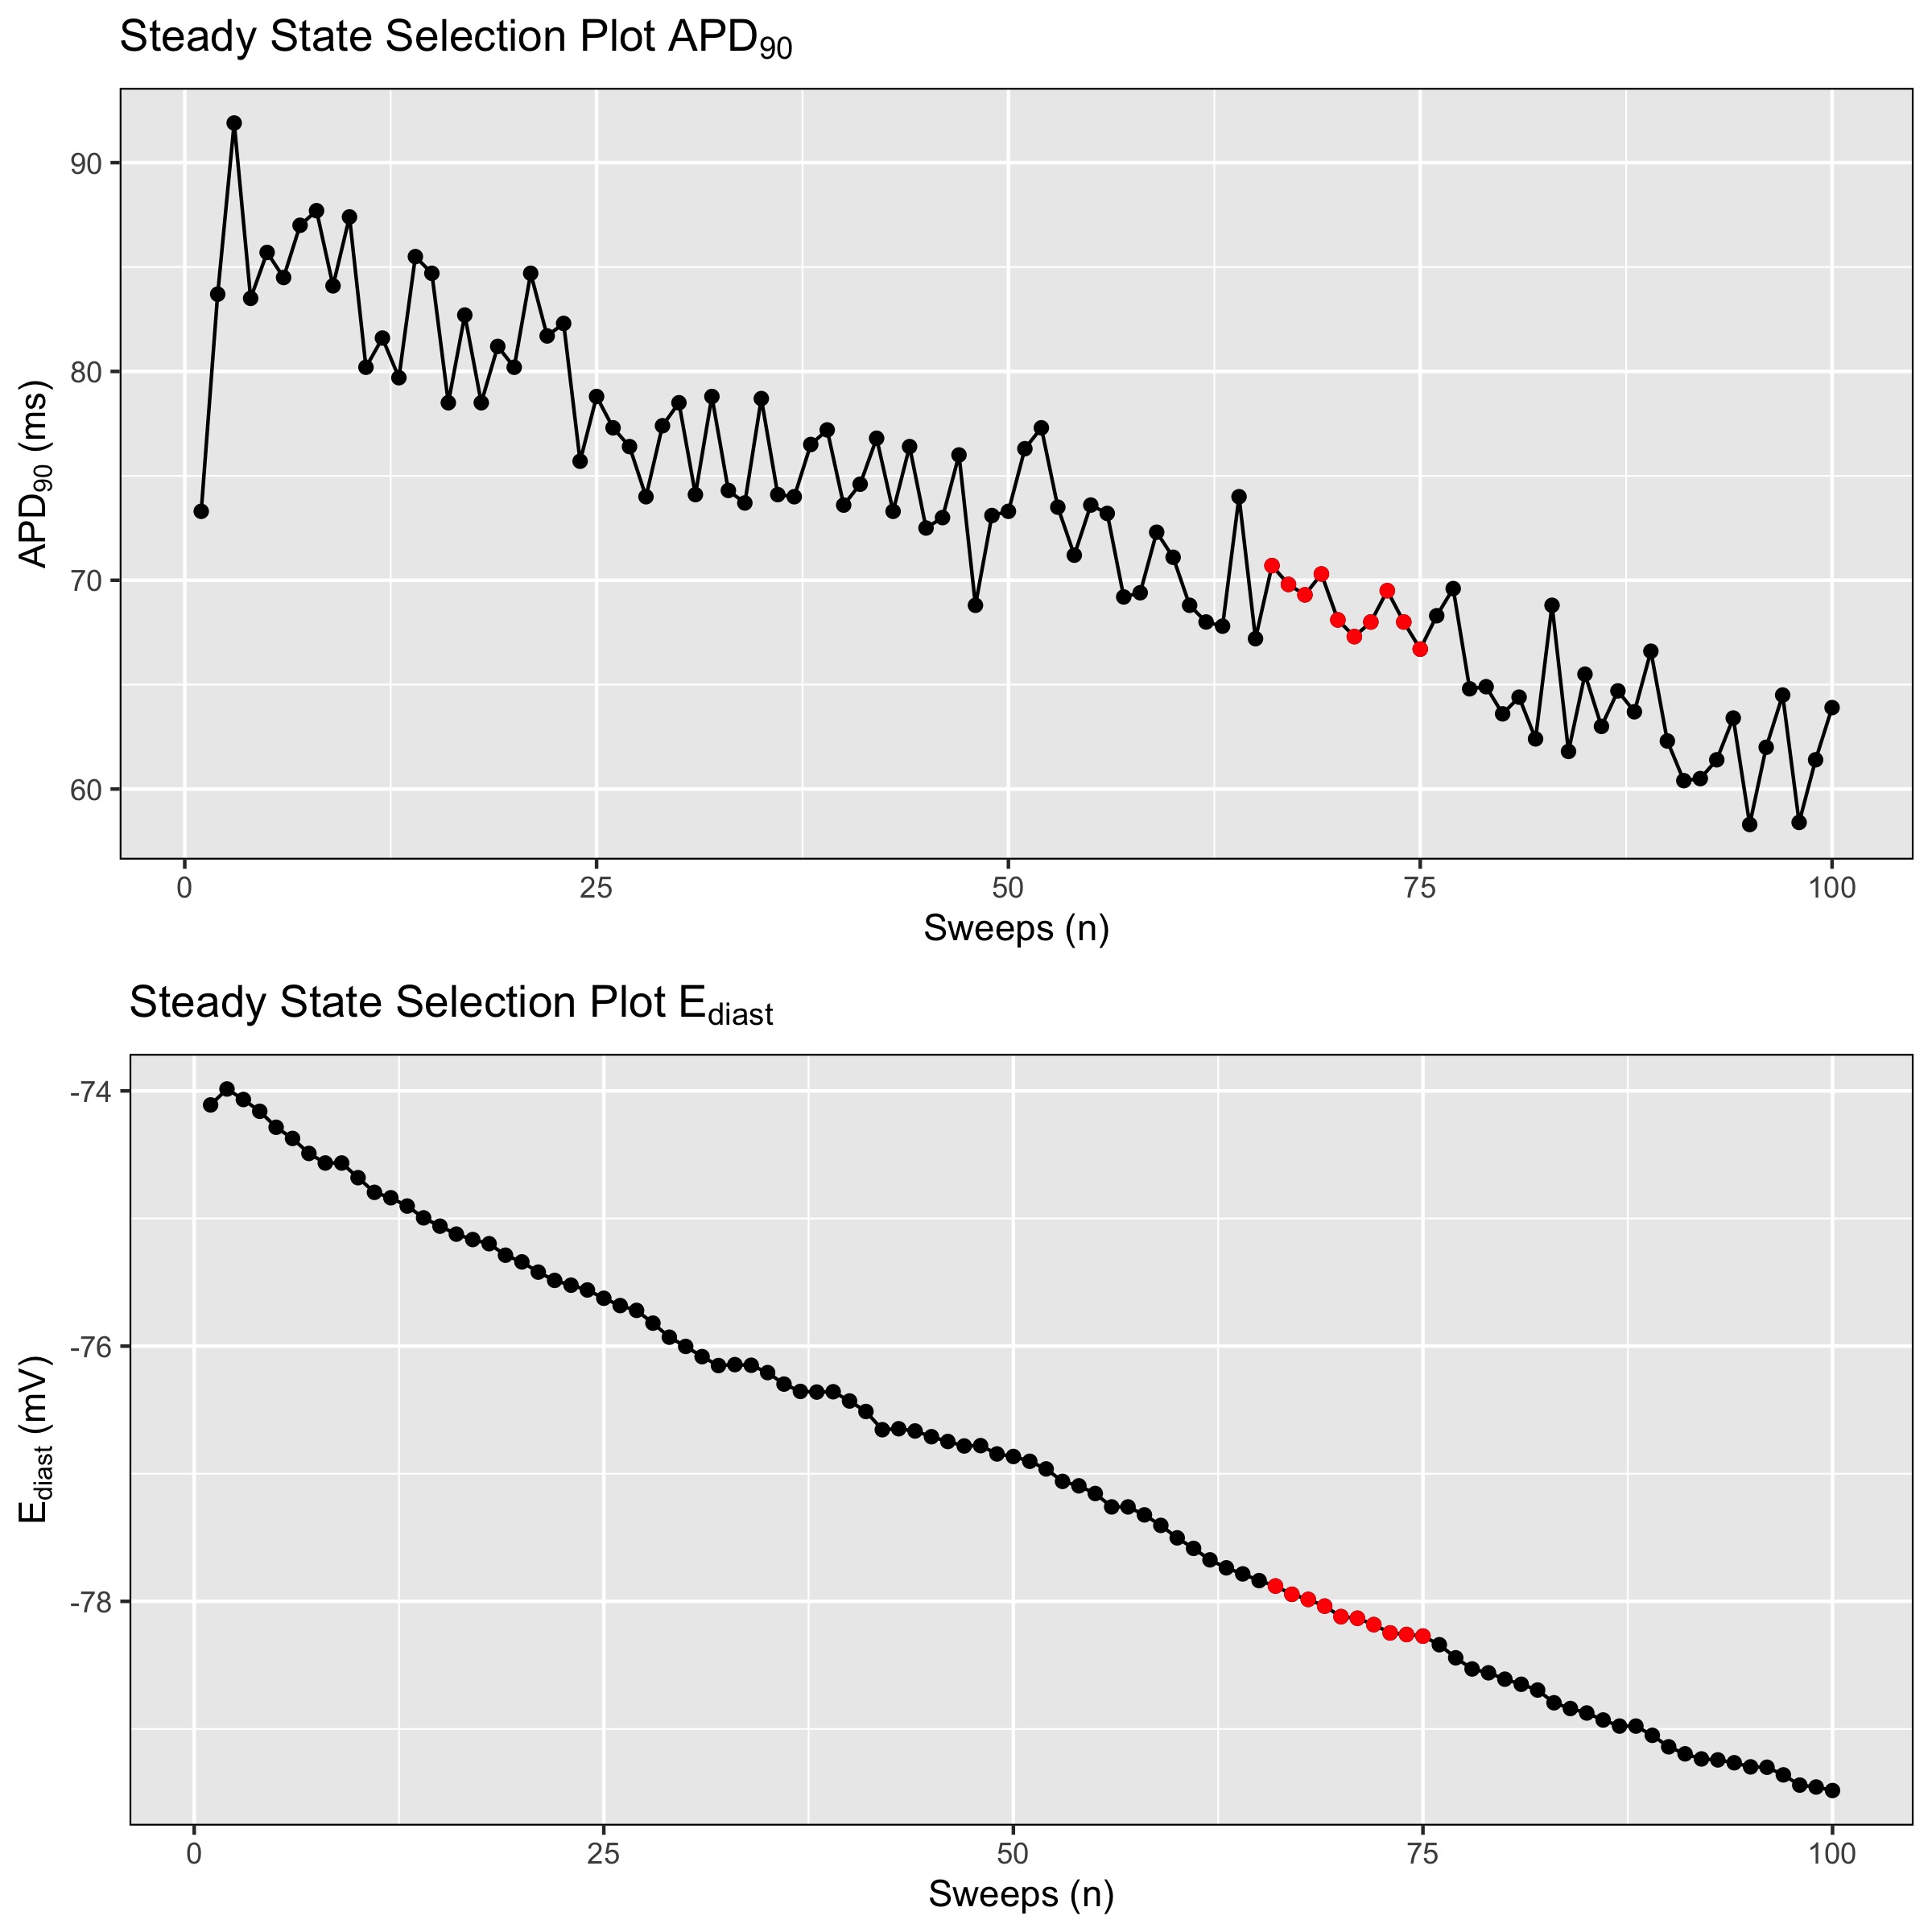 Steady State Selection Plot APD90
APD90 (ms)
90
80
70
60
0 25 50 75 100
Sweeps (n)
Steady State Selection Plot Ediast
Ediast (mV)
-74
-76
-78
0 25 50 75 100
Sweeps (n)